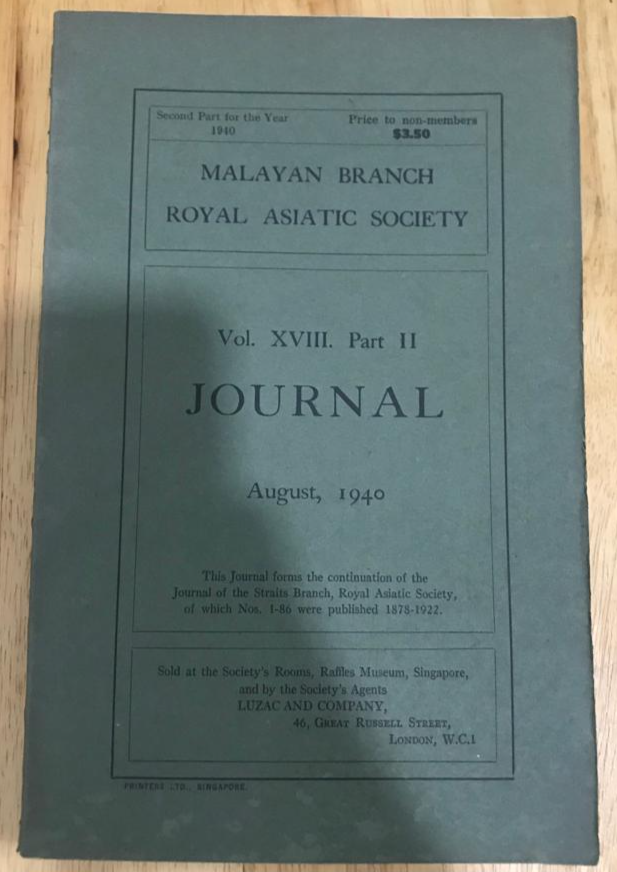 Second Part for the Year
1940
Price to non-members
$3.50
MALAYAN BRANCH
ROYAL ASIATIC SOCIETY
Vol. XVIII. Part II
JOURNAL
August, 1940
This Journal forms the continuation of the
Journal of the Straits Branch, Royal Asiatic Society,
of which Nos. 1-86 were published 1878-1922.
Sold at the Society's Rooms, Raffles Museum, Singapore,
and by the Society's Agents
LUZAC AND COMPANY,
46, GREAT RUSSELL STREET,
LONDON, W.C.1
PRINTERS LTD., SINGAPORE.